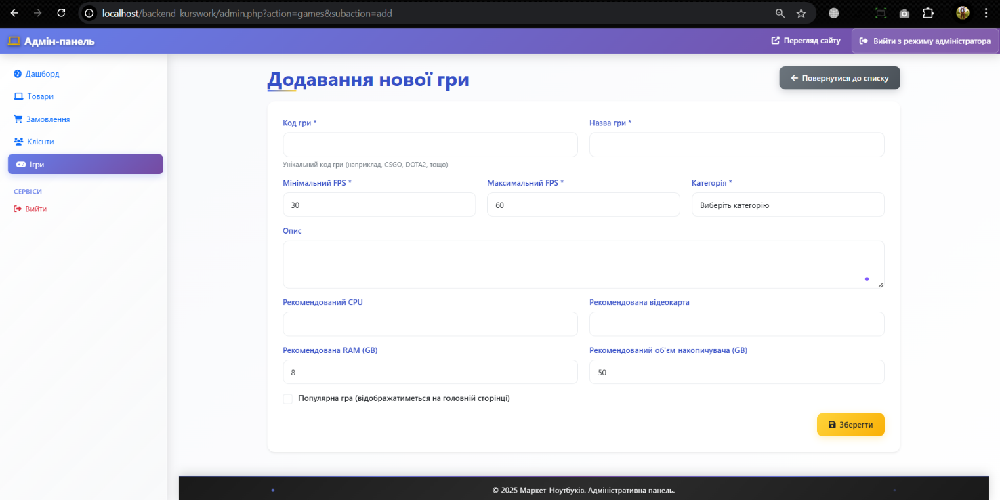 localhost/backend-kurswork/admin.php?action=games&subaction=add
Адмін-панель
Перегляд сайту
Вийти з режиму адміністратора
Дашборд
Товари
Замовлення
Клієнти
Ігри
СЕРВІСИ
Вийти
Додавання нової гри
Повернутися до списку
Код гри *
Назва гри *
Унікальний код гри (наприклад, CSGO, DOTA2, тощо)
Мінімальний FPS *
Максимальний FPS *
Категорія *
30
60
Виберіть категорію
Опис
Рекомендований CPU
Рекомендована відеокарта
Рекомендована RAM (GB)
Рекомендований об'єм накопичувача (GB)
8
50
Популярна гра (відображатиметься на головній сторінці)
Зберегти
© 2025 Маркет-Ноутбуків. Адміністративна панель.